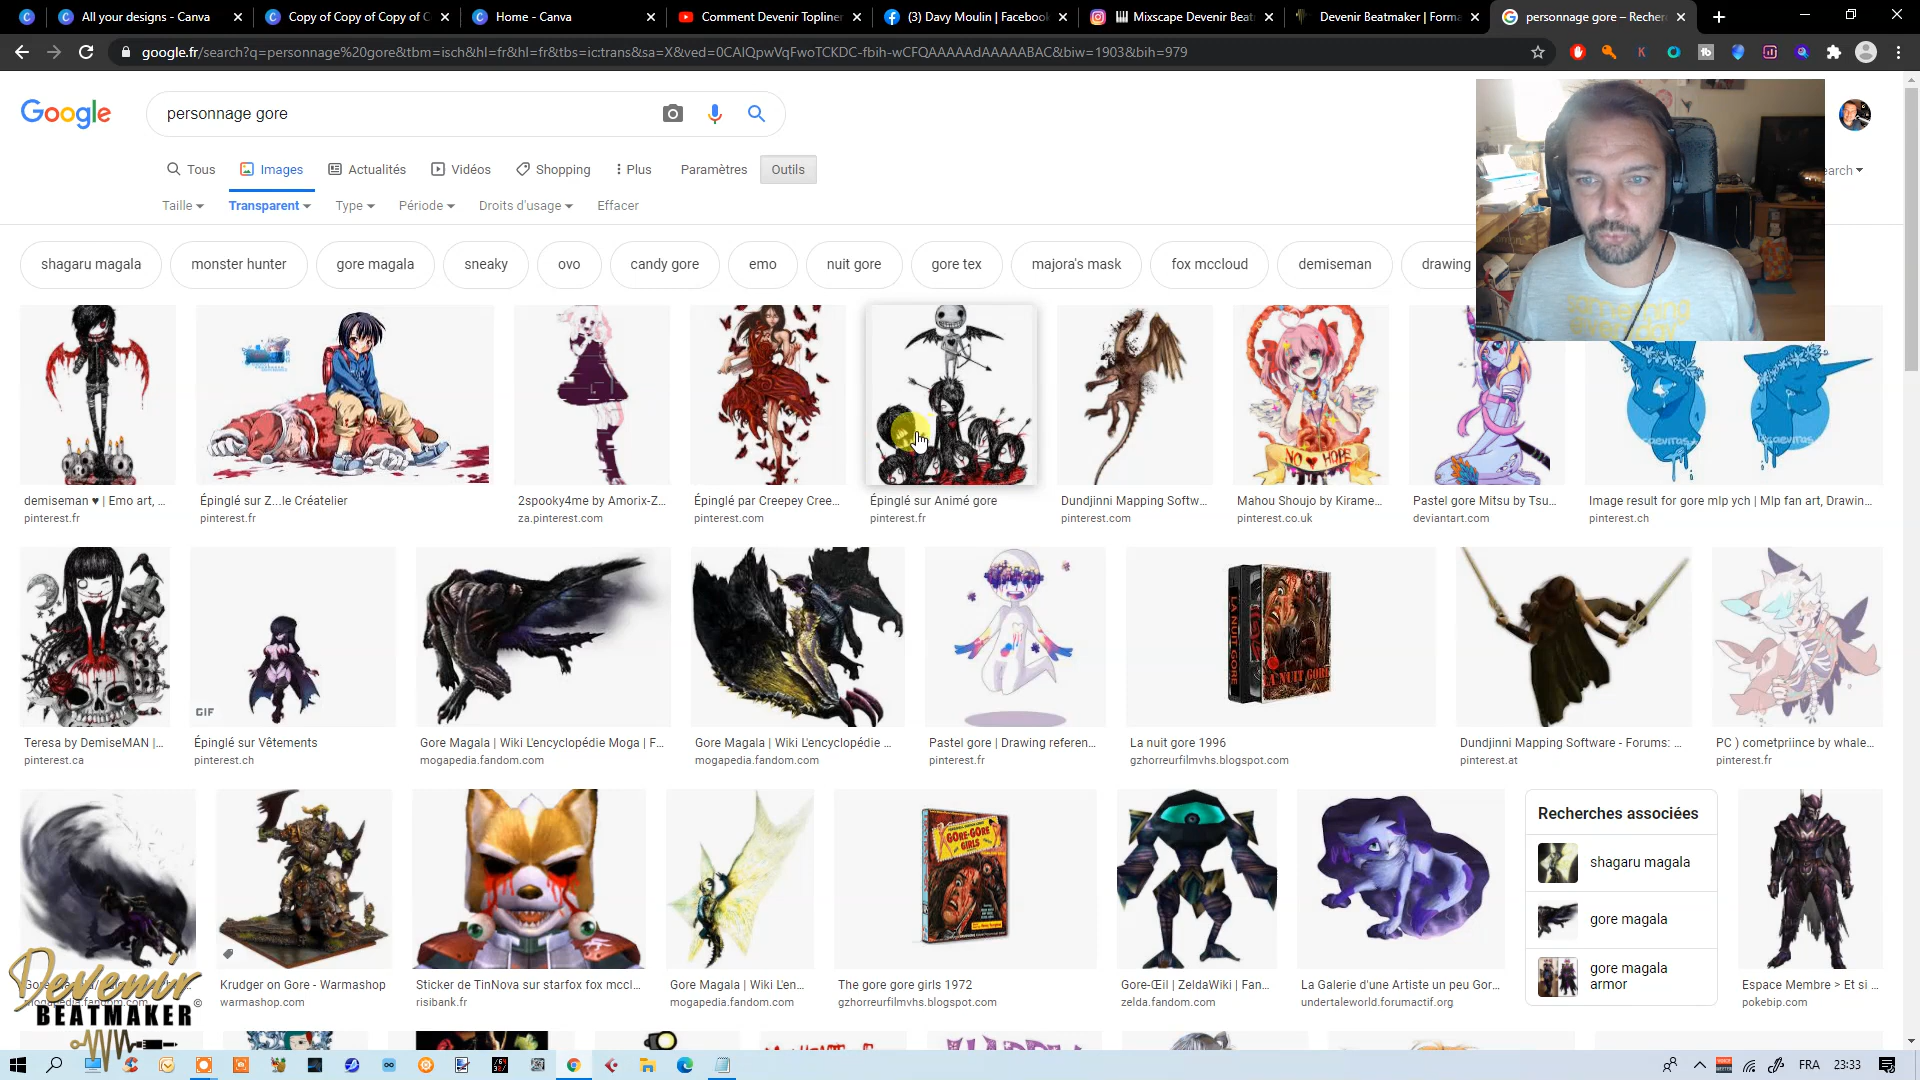 All your designs - Canva
Copy of Copy of Copy of C
Home - Canva
Comment Devenir Topliner
(3) Davy Moulin | Facebook
Mixscape Devenir Beat
Devenir Beatmaker | Forma
personnage gore – Recher
google.fr/search?q=personnage%20gore&tbm=isch&hl=fr&hl=fr&tbs=ic:trans&sa=X&ved=0CAIQpwVqFwoTCKDC-fbih-wCFQAAAAAdAAAAABAC&biw=1903&bih=979
Google
personnage gore
Tous
Images
Actualités
Vidéos
Shopping
Plus
Paramètres
Outils
Taille
Transparent
Type
Période
Droits d'usage
Effacer
shagaru magala
monster hunter
gore magala
sneaky
ovo
candy gore
emo
nuit gore
gore tex
majora's mask
fox mccloud
demiseman
drawing
something
everyday
NO HOPE
demiseman ♥ | Emo art, ...
pinterest.fr
Épinglé sur Z...le Créatelier
pinterest.fr
2spooky4me by Amorix-Z...
za.pinterest.com
Épinglé par Creepey Cree...
pinterest.com
Épinglé sur Animé gore
pinterest.fr
Dundjinni Mapping Softw...
pinterest.com
Mahou Shoujo by Kirame...
pinterest.co.uk
Pastel gore Mitsu by Tsu...
deviantart.com
Image result for gore mlp ych | Mlp fan art, Drawin...
pinterest.ch
GIF
LA NUIT GORE
LA NUIT GORE
Teresa by DemiseMAN |...
pinterest.ca
Épinglé sur Vêtements
pinterest.ch
Gore Magala | Wiki L'encyclopédie Moga | F...
mogapedia.fandom.com
Gore Magala | Wiki L'encyclopédie ...
mogapedia.fandom.com
Pastel gore | Drawing referen...
pinterest.fr
La nuit gore 1996
gzhorreurfilmvhs.blogspot.com
Dundjinni Mapping Software - Forums: ...
pinterest.at
PC ) cometpriince by whale...
pinterest.fr
GORE-GORE
GIRLS
Recherches associées
shagaru magala
gore magala
gore magala
armor
Krudger on Gore - Warmashop
warmashop.com
Sticker de TinNova sur starfox fox mccl...
risibank.fr
Gore Magala | Wiki L'en...
mogapedia.fandom.com
The gore gore girls 1972
gzhorreurfilmvhs.blogspot.com
Gore-Œil | ZeldaWiki | Fan...
zelda.fandom.com
La Galerie d'une Artiste un peu Gor...
undertaleworld.forumactif.org
Espace Membre > Et si ...
pokebip.com
Devenir
©
BEATMAKER
FRA
23:33